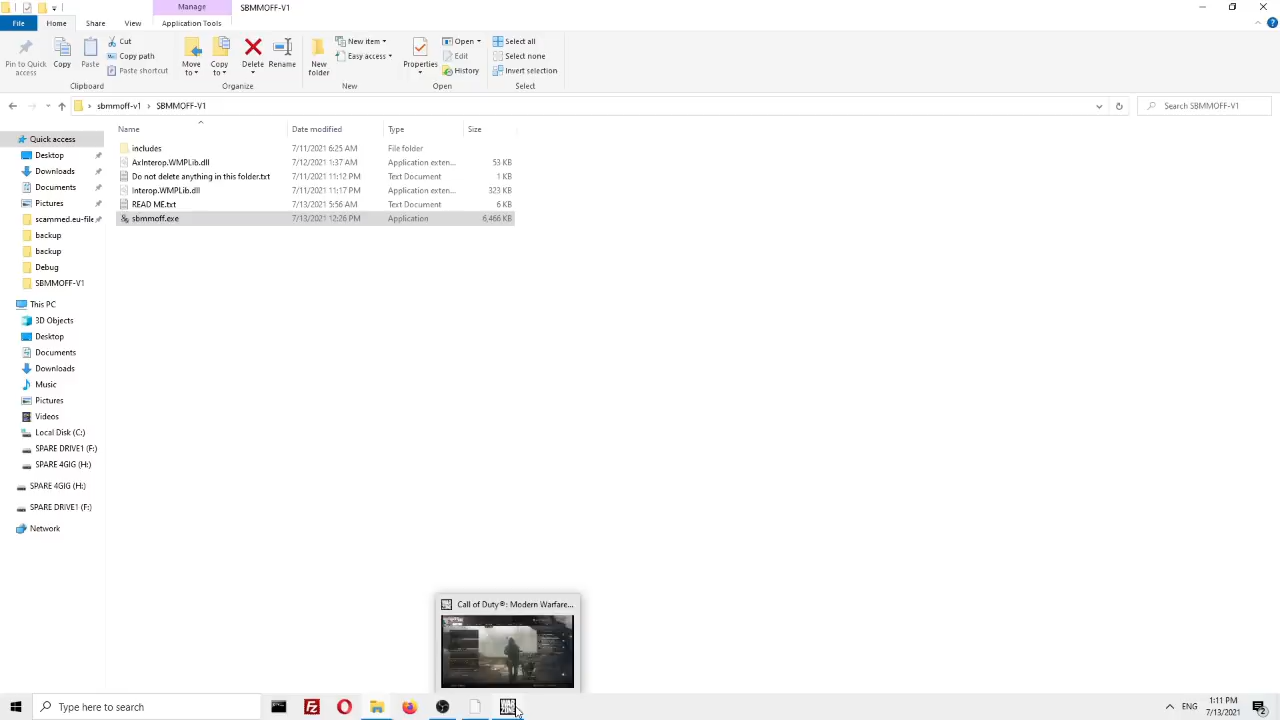 Manage
SBMMOFF-V1
File
Home
Share
View
Application Tools
Pin to Quick access
Copy
Paste
Cut
Copy path
Paste shortcut
Clipboard
Move to
Copy to
Delete
Rename
Organize
New folder
New item
Easy access
New
Properties
Open
Edit
History
Open
Select all
Select none
Invert selection
Select
sbmmoff-v1 > SBMMOFF-V1
Search SBMMOFF-V1
Name Date modified Type Size
includes 7/11/2021 6:25 AM File folder
AxInterop.WMPLib.dll 7/12/2021 1:37 AM Application exten... 53 KB
Do not delete anything in this folder.txt 7/11/2021 11:12 PM Text Document 1 KB
Interop.WMPLib.dll 7/11/2021 11:17 PM Application exten... 323 KB
READ ME.txt 7/13/2021 5:56 AM Text Document 6 KB
sbmmoff.exe 7/13/2021 12:26 PM Application 6,466 KB
Quick access
Desktop
Downloads
Documents
Pictures
scammed.eu-file
backup
backup
Debug
SBMMOFF-V1
This PC
3D Objects
Desktop
Documents
Downloads
Music
Pictures
Videos
Local Disk (C:)
SPARE DRIVE1 (F:)
SPARE 4GIG (H:)
SPARE 4GIG (H:)
SPARE DRIVE1 (F:)
Network
Call of Duty®: Modern Warfare...
Type here to search
ENG
1:11 PM
7/13/2021
2